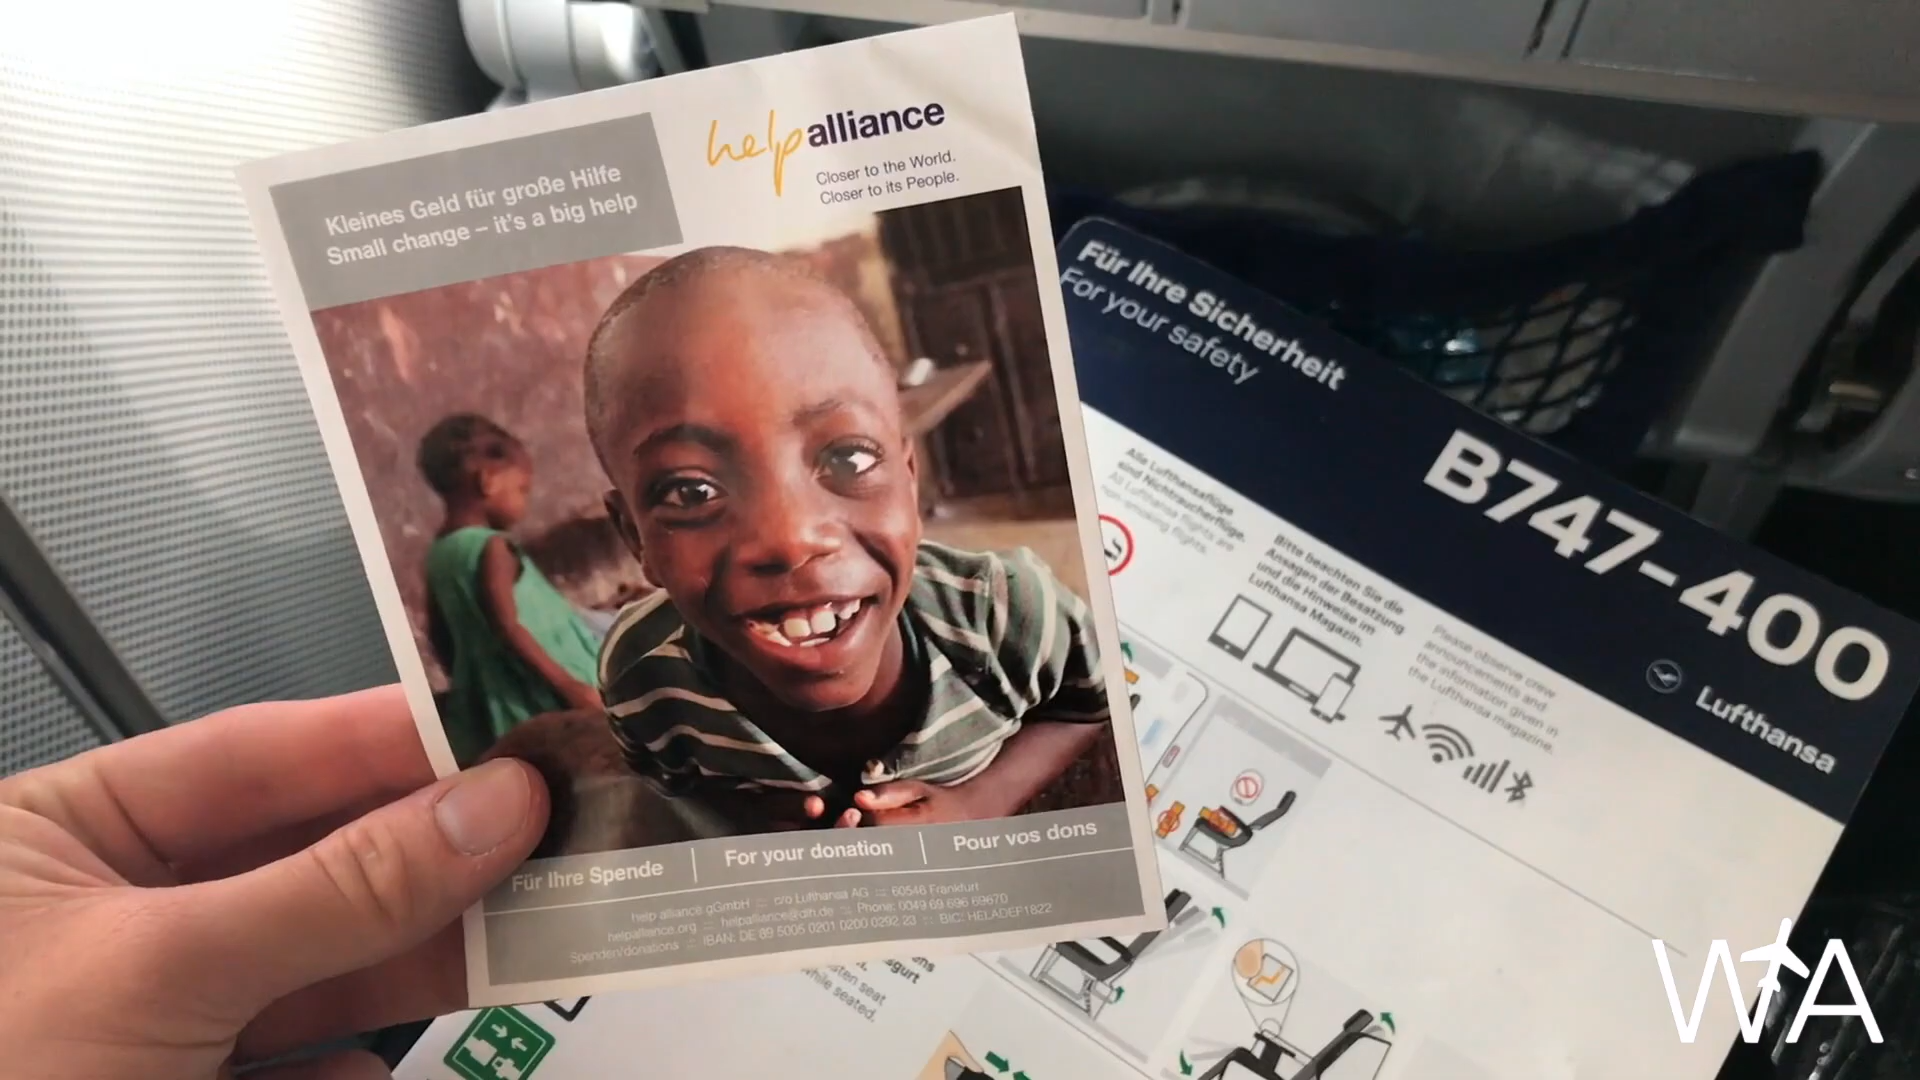 help alliance
Closer to the World.
Closer to its People.
Kleines Geld für große Hilfe
Small change – it's a big help
Für Ihre Spende | For your donation | Pour vos dons
help alliance gGmbH ::: c/o Lufthansa AG ::: 60546 Frankfurt
helpalliance.org ::: helpalliance@dlh.de ::: Phone: 0049 69 696 69670
Spenden/donations ::: IBAN: DE 89 5005 0201 0200 0292 23 ::: BIC: HELADEF1822
Für Ihre Sicherheit
For your safety
B747-400
Lufthansa
Alle Lufthansaflüge
sind Nichtraucherflüge.
All Lufthansa flights are
non-smoking flights.
Bitte beachten Sie die
Ansagen der Besatzung
und die Hinweise im
Lufthansa Magazin.
Please observe crew
announcements and
the information given in
the Lufthansa magazine.
seat
while seated.
WA